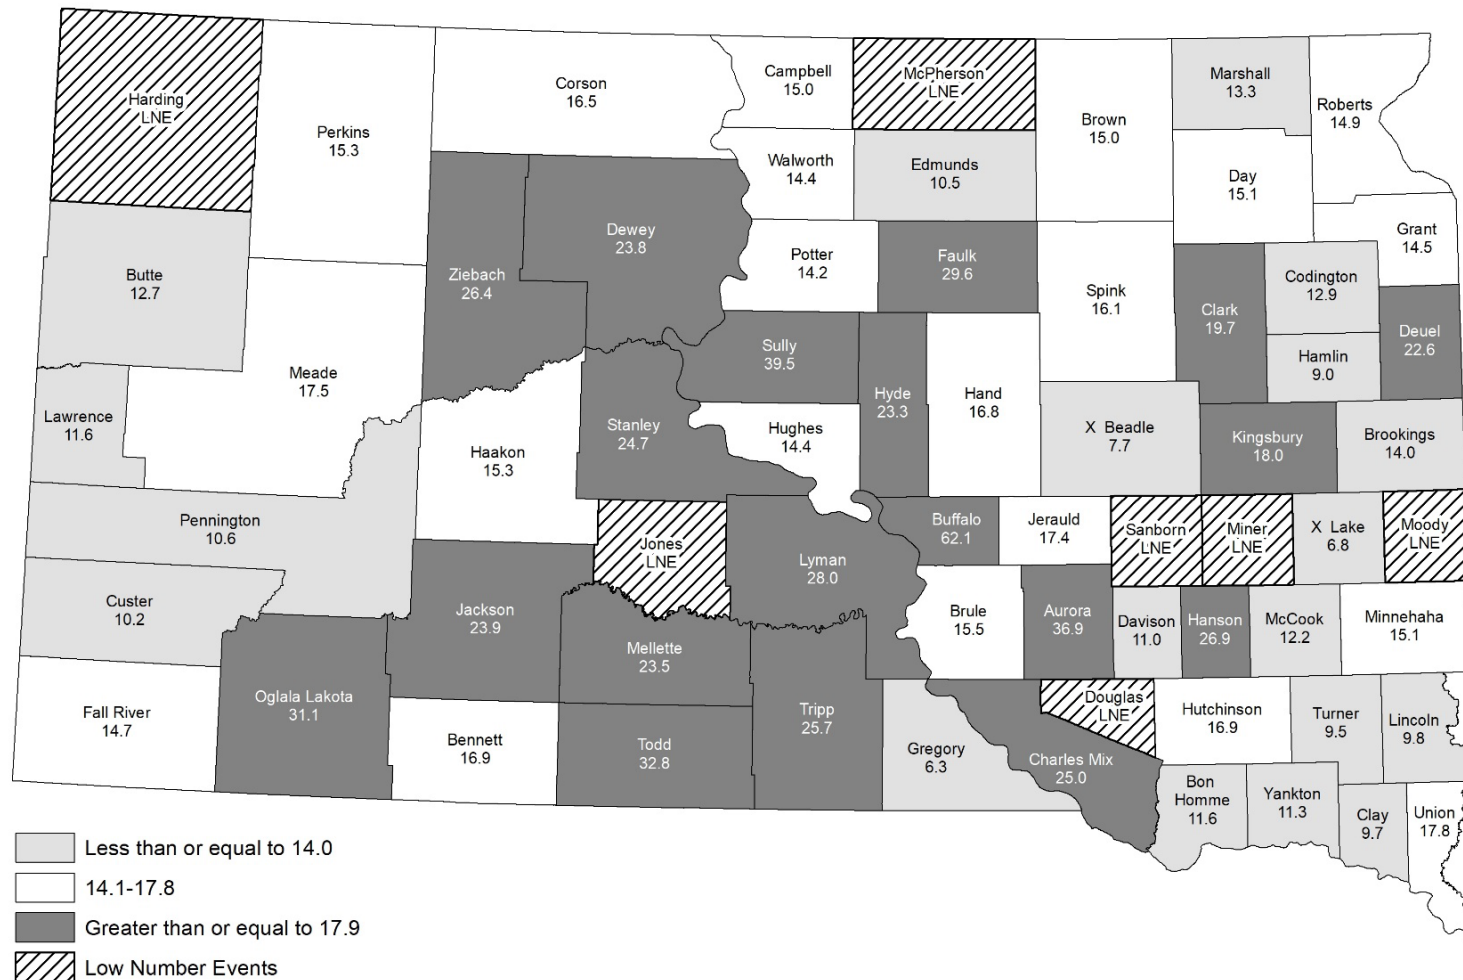 Harding
LNE
Perkins
15.3
Corson
16.5
Campbell
15.0
McPherson
LNE
Brown
15.0
Marshall
13.3
Roberts
14.9
Walworth
14.4
Edmunds
10.5
Day
15.1
Grant
14.5
Butte
12.7
Ziebach
26.4
Dewey
23.8
Potter
14.2
Faulk
29.6
Spink
16.1
Clark
19.7
Codington
12.9
Deuel
22.6
Hamlin
9.0
Meade
17.5
Sully
39.5
Hyde
23.3
Hand
16.8
Lawrence
11.6
Haakon
15.3
Stanley
24.7
Hughes
14.4
X Beadle
7.7
Kingsbury
18.0
Brookings
14.0
Pennington
10.6
Jones
LNE
Lyman
28.0
Buffalo
62.1
Jerauld
17.4
Sanborn
LNE
Miner
LNE
X Lake
6.8
Moody
LNE
Custer
10.2
Jackson
23.9
Mellette
23.5
Brule
15.5
Aurora
36.9
Davison
11.0
Hanson
26.9
McCook
12.2
Minnehaha
15.1
Fall River
14.7
Oglala Lakota
31.1
Bennett
16.9
Todd
32.8
Tripp
25.7
Gregory
6.3
Charles Mix
25.0
Douglas
LNE
Hutchinson
16.9
Turner
9.5
Lincoln
9.8
Bon
Homme
11.6
Yankton
11.3
Clay
9.7
Union
17.8
Less than or equal to 14.0
14.1-17.8
Greater than or equal to 17.9
Low Number Events